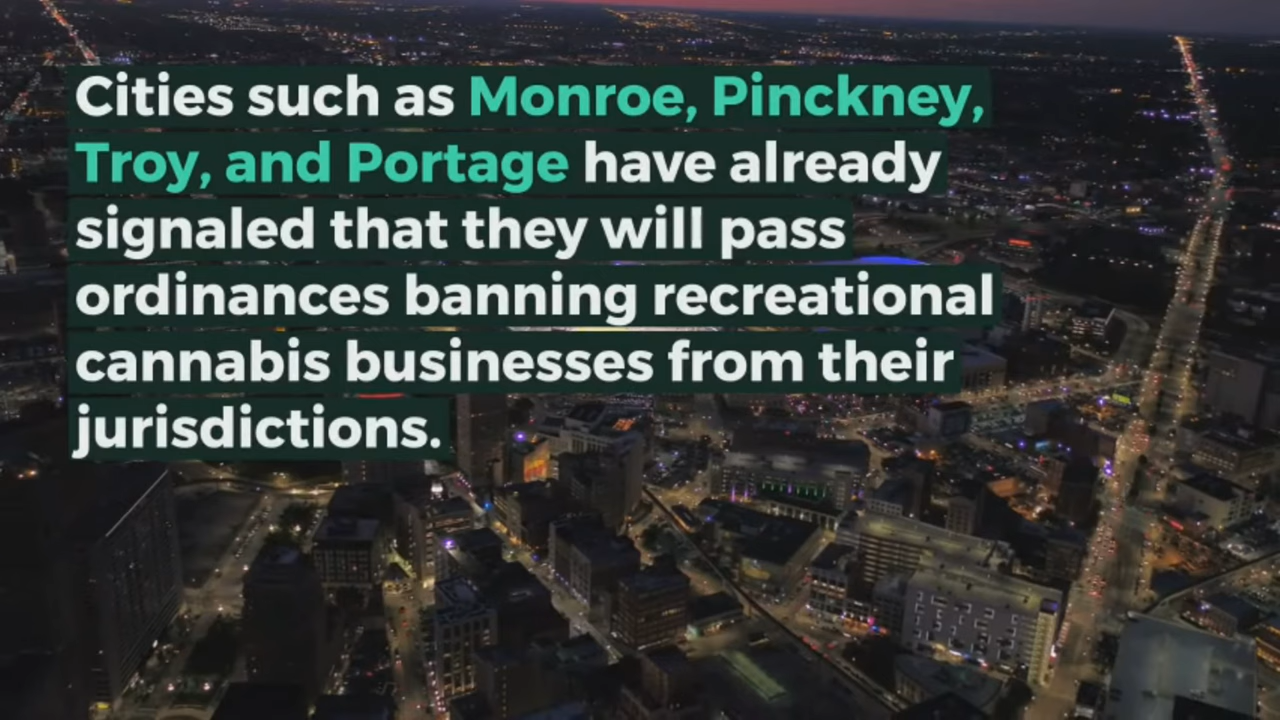 Cities such as Monroe, Pinckney,
Troy, and Portage have already
signaled that they will pass
ordinances banning recreational
cannabis businesses from their
jurisdictions.